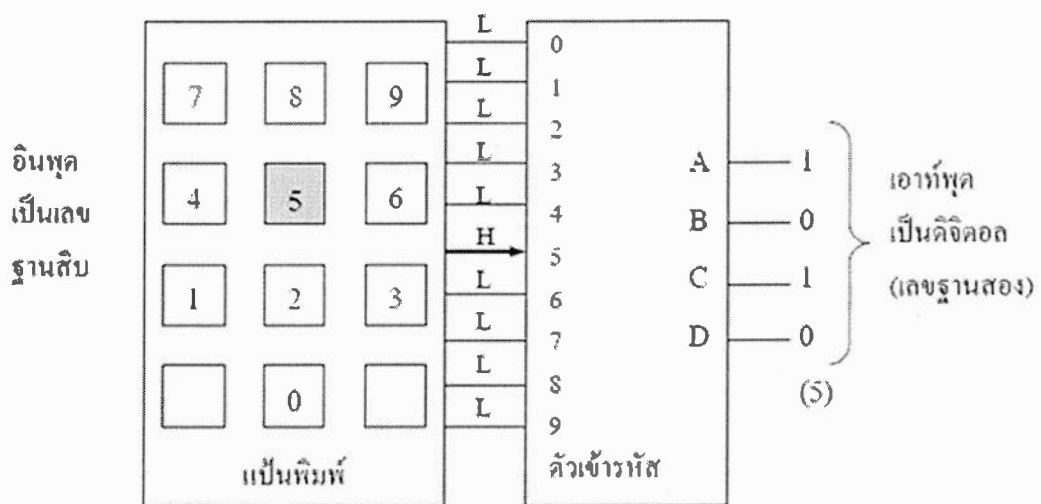 อินพุต
เป็นเลข
ฐานสิบ
7 8 9
4 5 6
1 2 3
0
แป้นพิมพ์
L
L
L
L
L
H
L
L
L
L
0
1
2
3
4
5
6
7
8
9
ตัวเข้ารหัส
A 1
B 0
C 1
D 0
(5)
เอาท์พุต
เป็นดิจิตอล
(เลขฐานสอง)